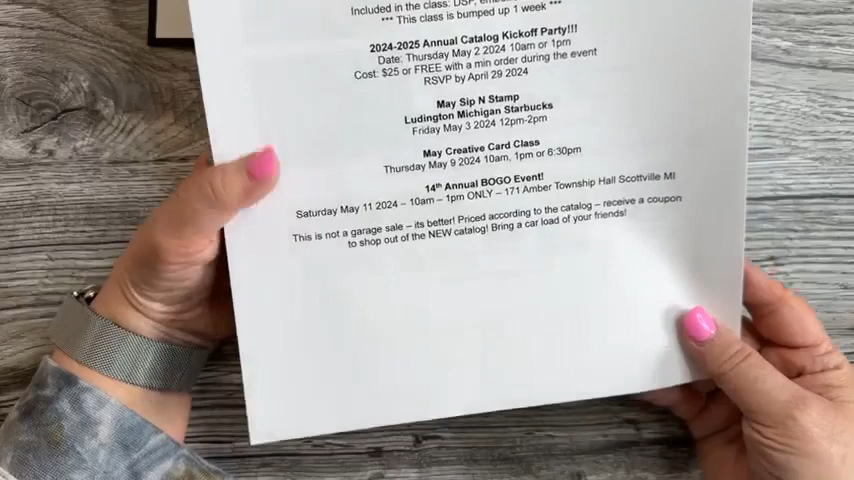 Included in the class: DSP,
*** This class is bumped up 1 week ***
2024-2025 Annual Catalog Kickoff Party!!!
Date: Thursday May 2 2024 10am or 1pm
Cost: $25 or FREE with a min order during the event
RSVP by April 29 2024
May Sip N Stamp
Ludington Michigan Starbucks
Friday May 3 2024 12pm-2pm
May Creative Card Class
Thursday May 9 2024 10am, 1pm or 6:30pm
14th Annual BOGO Event!
Saturday May 11 2024 – 10am – 1pm ONLY – 171 Amber Township Hall Scottville MI
This is not a garage sale – its better! Priced according to the catalog – receive a coupon
to shop out of the NEW catalog! Bring a car load of your friends!